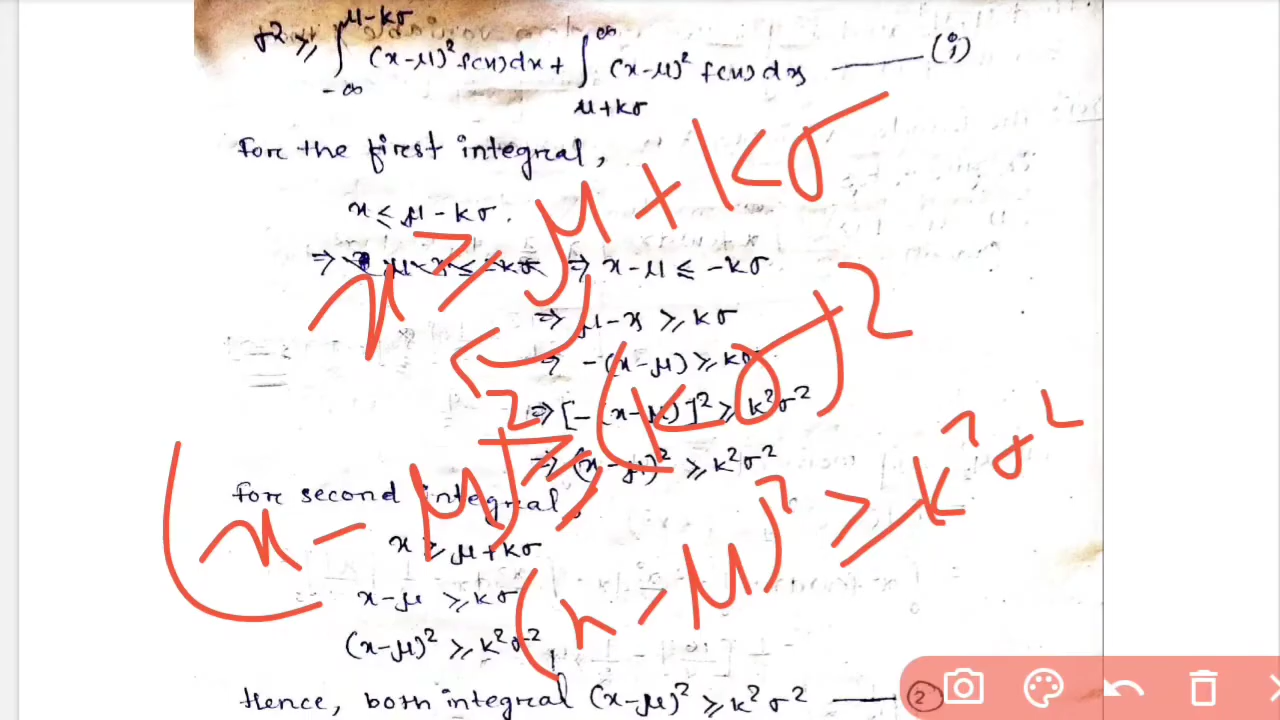 σ² ≥ ∫_{-∞}^{μ-kσ} (x-μ)² f(x)dx + ∫_{μ+kσ}^{∞} (x-μ)² f(x)dx ——— (i)
For the first integral,
x ≤ μ - kσ.
⇒ x - μ ≤ -kσ
⇒ μ-x ≥ kσ
⇒ -(x-μ) ≥ kσ
⇒ [-(x-μ)]² ≥ k²σ²
⇒ (x-μ)² ≥ k²σ²
For second integral,
x ≥ μ+kσ
x-μ ≥ kσ
(x-μ)² ≥ k²σ²
Hence, both integral (x-μ)² ≥ k²σ² —— ②
x ≥ μ + kσ
(x - μ)² ≥ (kσ)²
(x - μ)² ≥ k²σ²